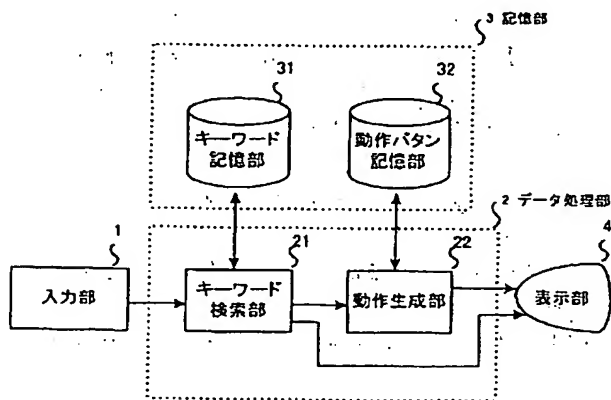 3 記憶部
31
32
キーワード
記憶部
動作パタン
記憶部
2 データ処理部
1
21
22
4
入力部
キーワード
検索部
動作生成部
表示部